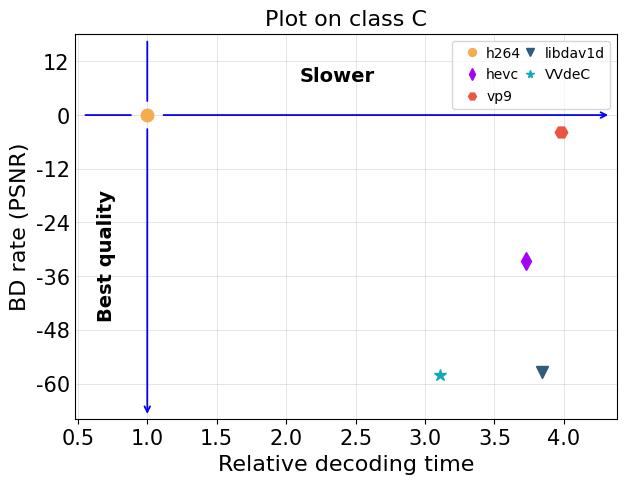 Plot on class C
h264
libdav1d
hevc
VVdeC
vp9
Slower
Best quality
BD rate (PSNR)
12
0
-12
-24
-36
-48
-60
0.5 1.0 1.5 2.0 2.5 3.0 3.5 4.0
Relative decoding time